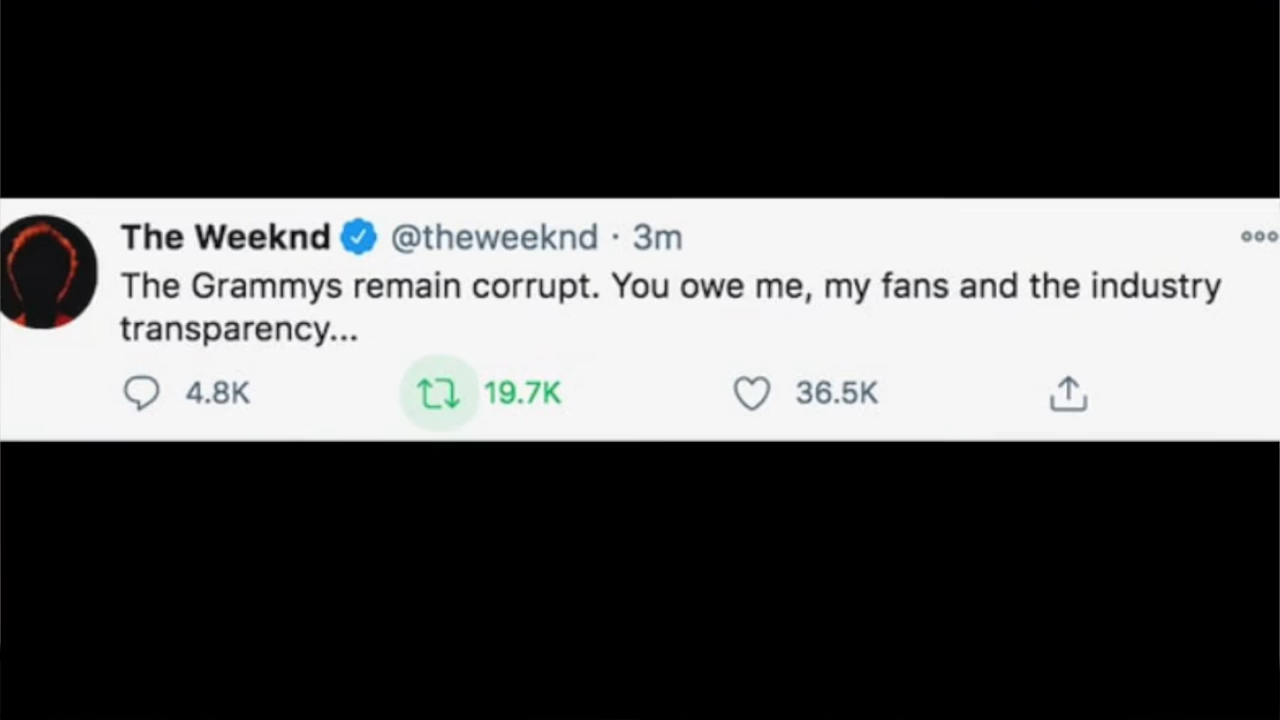 The Weeknd @theweeknd · 3m
The Grammys remain corrupt. You owe me, my fans and the industry
transparency...
4.8K 19.7K 36.5K